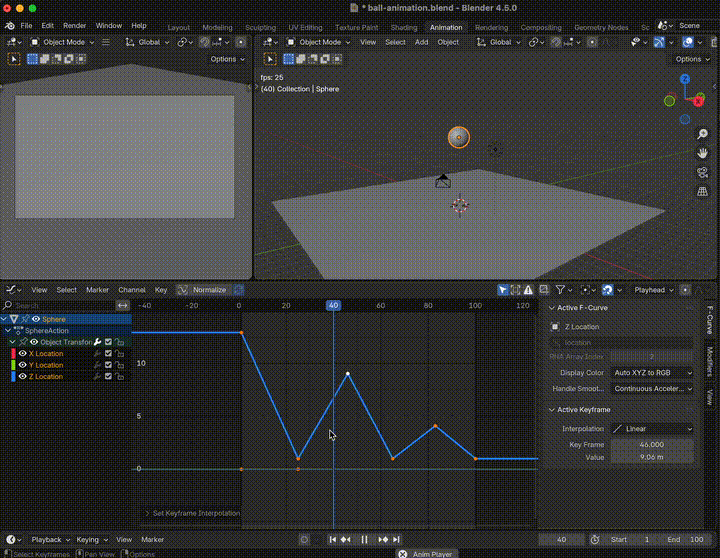 * ball-animation.blend - Blender 4.5.0
File Edit Render Window Help Layout Modeling Sculpting UV Editing Texture Paint Shading Animation Rendering Compositing Geometry Nodes Sc Scene
Object Mode Global Object Mode View Select Add Object Global
Options Options
fps: 25
(40) Collection | Sphere
Z
X
View Select Marker Channel Key Normalize Playhead
Search -40 0 20 40 60 80 100 120
Sphere
SphereAction
Object Transfor
X Location
Y Location
Z Location
10
5
0
Set Keyframe Interpolation
Active F-Curve
Z Location
location
RNA Array Index 2
Display Color Auto XYZ to RGB
Handle Smoot... Continuous Acceler...
Active Keyframe
Interpolation Linear
Key Frame 46.000
Value 9.06 m
F-Curve
Modifiers
View
Playback Keying View Marker 40 Start 1 End 100
Select Keyframes Pan View Options Anim Player